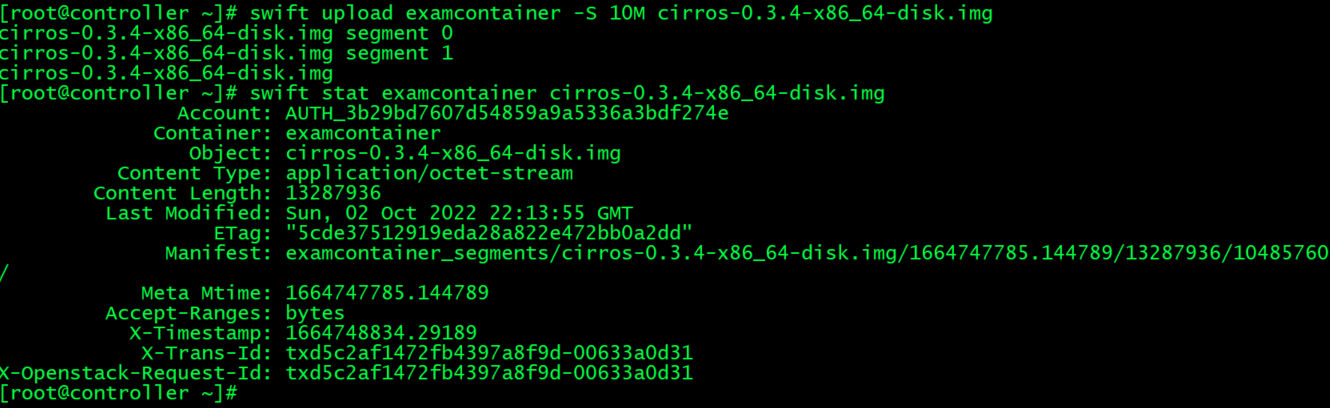 [root@controller ~]# swift upload examcontainer -S 10M cirros-0.3.4-x86_64-disk.img
cirros-0.3.4-x86_64-disk.img segment 0
cirros-0.3.4-x86_64-disk.img segment 1
cirros-0.3.4-x86_64-disk.img
[root@controller ~]# swift stat examcontainer cirros-0.3.4-x86_64-disk.img
Account: AUTH_3b29bd7607d54859a9a5336a3bdf274e
Container: examcontainer
Object: cirros-0.3.4-x86_64-disk.img
Content Type: application/octet-stream
Content Length: 13287936
Last Modified: Sun, 02 Oct 2022 22:13:55 GMT
ETag: "5cde37512919eda28a822e472bb0a2dd"
Manifest: examcontainer_segments/cirros-0.3.4-x86_64-disk.img/1664747785.144789/13287936/10485760
/
Meta Mtime: 1664747785.144789
Accept-Ranges: bytes
X-Timestamp: 1664748834.29189
X-Trans-Id: txd5c2af1472fb4397a8f9d-00633a0d31
X-Openstack-Request-Id: txd5c2af1472fb4397a8f9d-00633a0d31
[root@controller ~]#